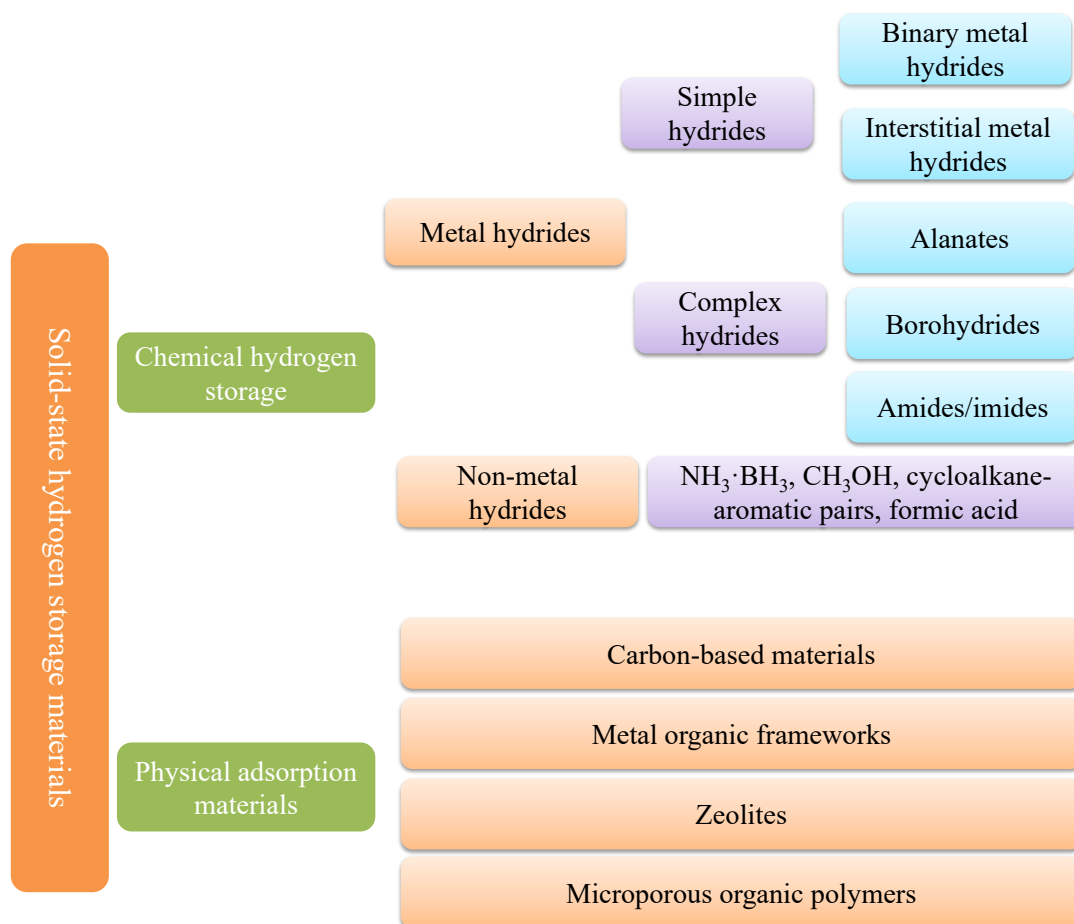 Solid-state hydrogen storage materials
Chemical hydrogen
storage
Metal hydrides
Simple
hydrides
Binary metal
hydrides
Interstitial metal
hydrides
Complex
hydrides
Alanates
Borohydrides
Amides/imides
Non-metal
hydrides
NH₃·BH₃, CH₃OH, cycloalkane-
aromatic pairs, formic acid
Physical adsorption
materials
Carbon-based materials
Metal organic frameworks
Zeolites
Microporous organic polymers